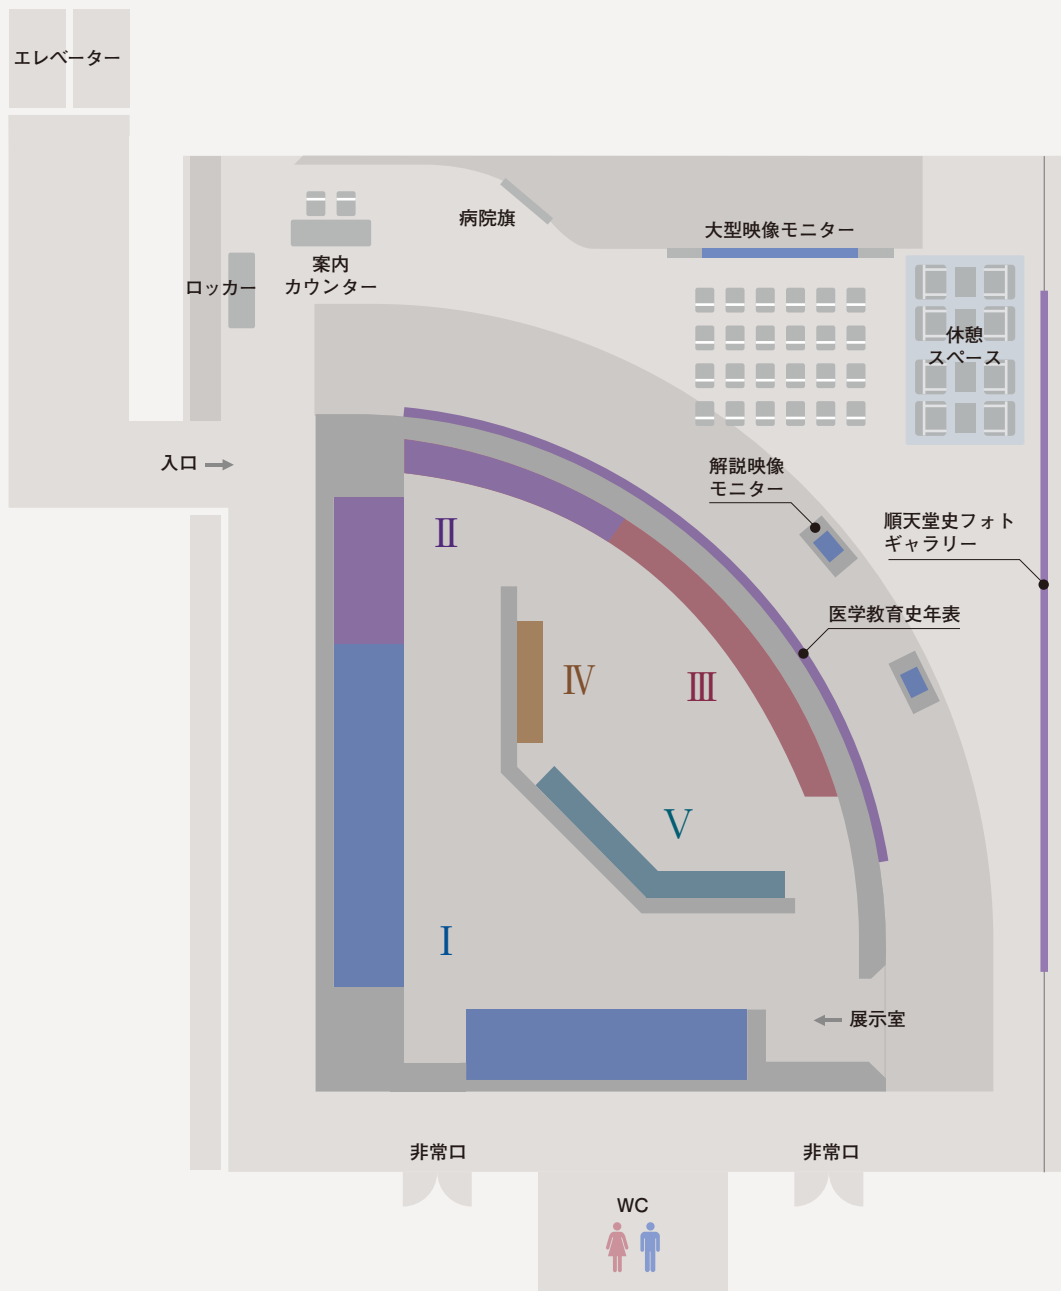 エレベーター
病院旗
大型映像モニター
案内
カウンター
ロッカー
休憩
スペース
入口
解説映像
モニター
順天堂史フォト
ギャラリー
Ⅱ
医学教育史年表
Ⅳ
Ⅲ
Ⅴ
Ⅰ
展示室
非常口
非常口
WC